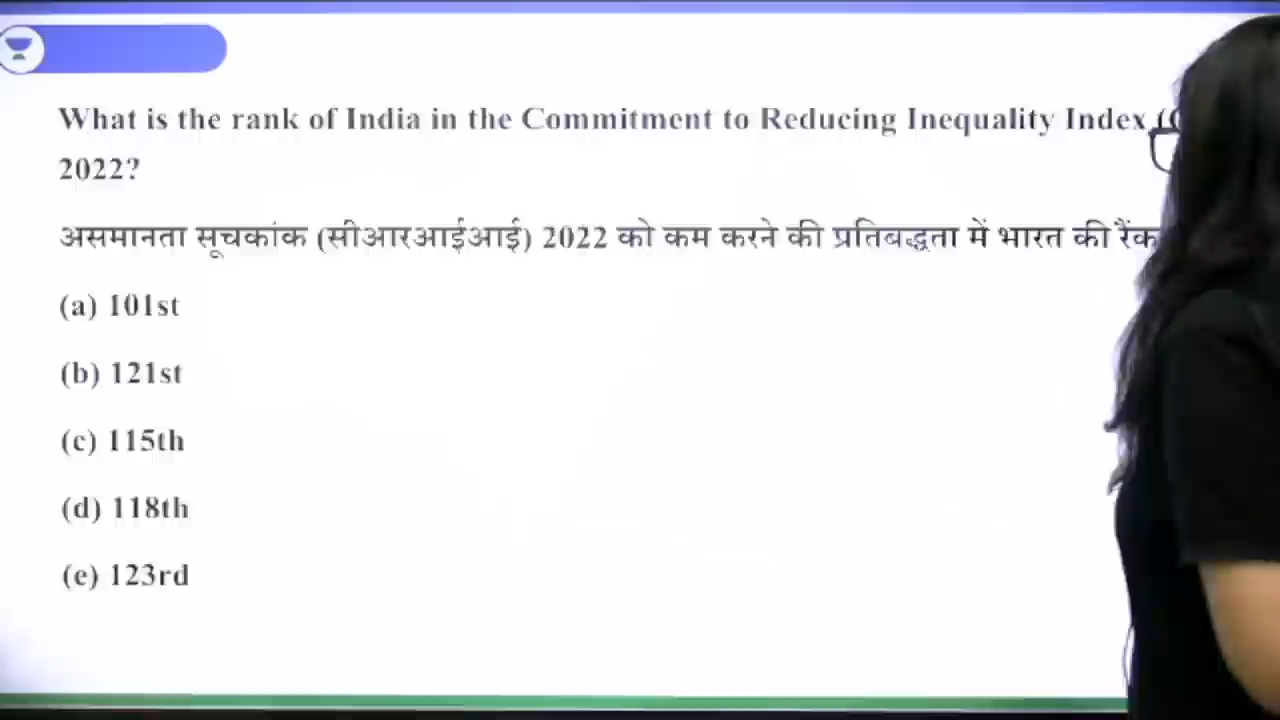 What is the rank of India in the Commitment to Reducing Inequality Index
2022?
असमानता सूचकांक (सीआरआईआई) 2022 को कम करने की प्रतिबद्धता में भारत की रैंक
(a) 101st
(b) 121st
(c) 115th
(d) 118th
(e) 123rd